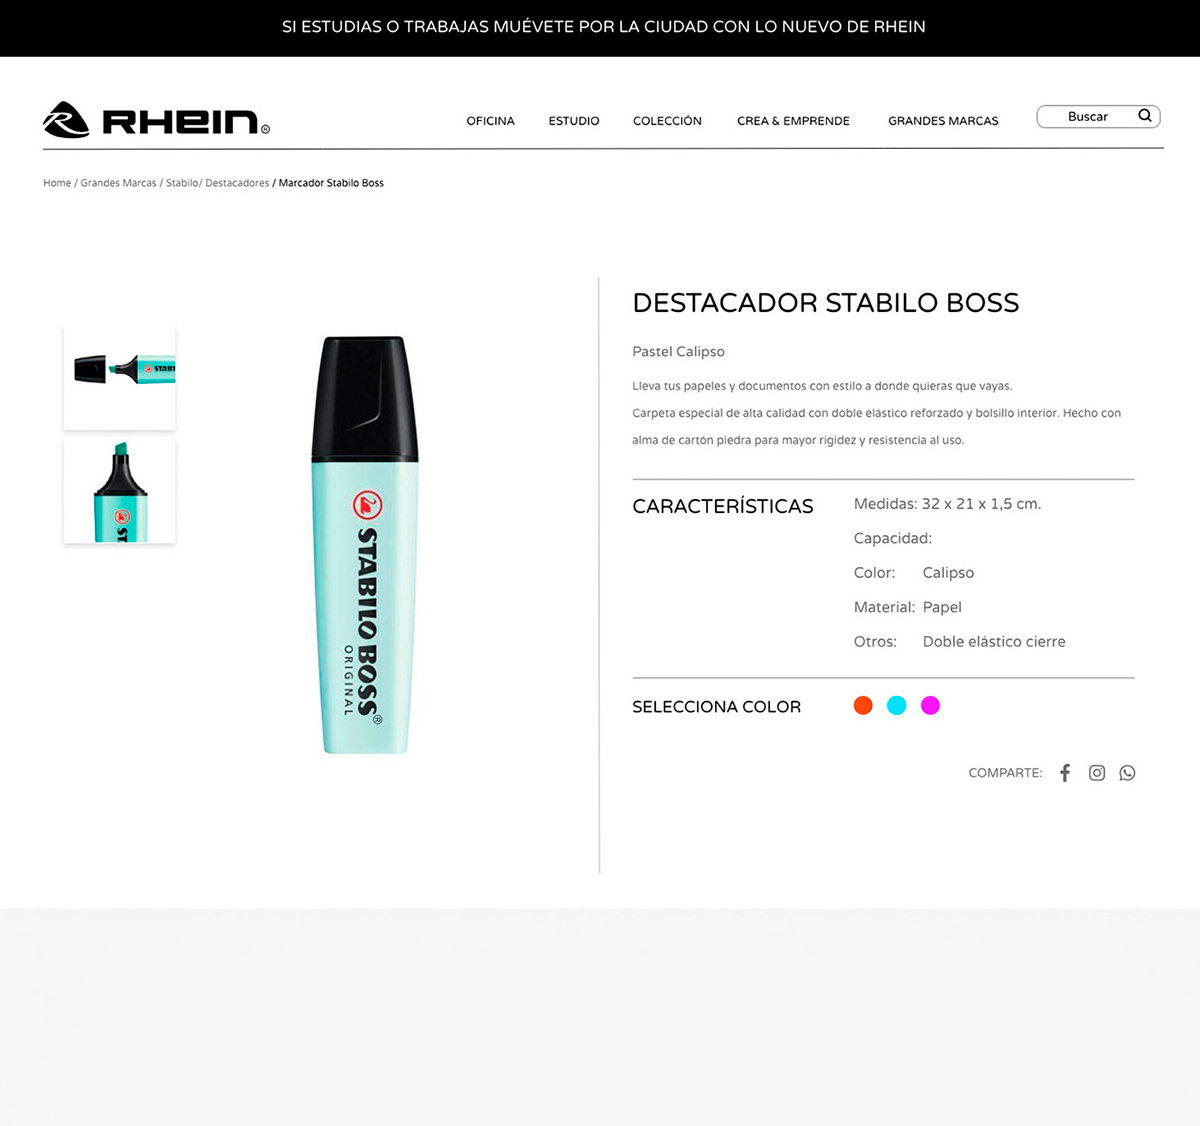 SI ESTUDIAS O TRABAJAS MUÉVETE POR LA CIUDAD CON LO NUEVO DE RHEIN
RHEIN®
OFICINA ESTUDIO COLECCIÓN CREA & EMPRENDE GRANDES MARCAS Buscar
Home / Grandes Marcas / Stabilo/ Destacadores / Marcador Stabilo Boss
DESTACADOR STABILO BOSS
Pastel Calipso
Lleva tus papeles y documentos con estilo a donde quieras que vayas.
Carpeta especial de alta calidad con doble elástico reforzado y bolsillo interior. Hecho con
alma de cartón piedra para mayor rigidez y resistencia al uso.
STABI
ST
STABILO BOSS®
ORIGINAL
CARACTERÍSTICAS
Medidas: 32 x 21 x 1,5 cm.
Capacidad:
Color: Calipso
Material: Papel
Otros: Doble elástico cierre
SELECCIONA COLOR
COMPARTE: